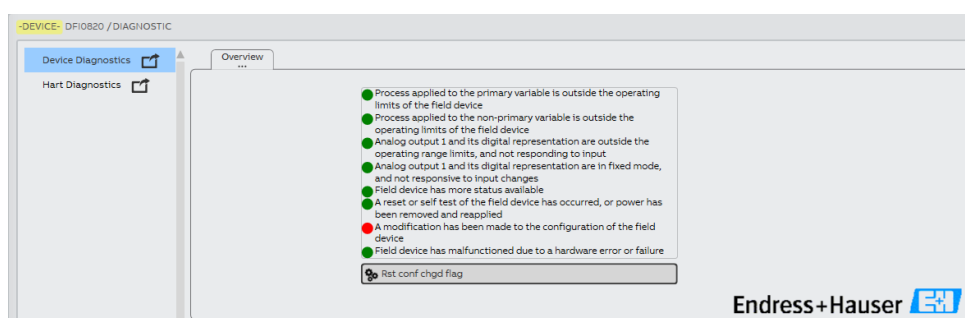 -DEVICE- DFI0820 / DIAGNOSTIC
Device Diagnostics
Hart Diagnostics
Overview
...
Process applied to the primary variable is outside the operating
limits of the field device
Process applied to the non-primary variable is outside the
operating limits of the field device
Analog output 1 and its digital representation are outside the
operating range limits, and not responding to input
Analog output 1 and its digital representation are in fixed mode,
and not responsive to input changes
Field device has more status available
A reset or self test of the field device has occurred, or power has
been removed and reapplied
A modification has been made to the configuration of the field
device
Field device has malfunctioned due to a hardware error or failure
Rst conf chgd flag
Endress+Hauser EH